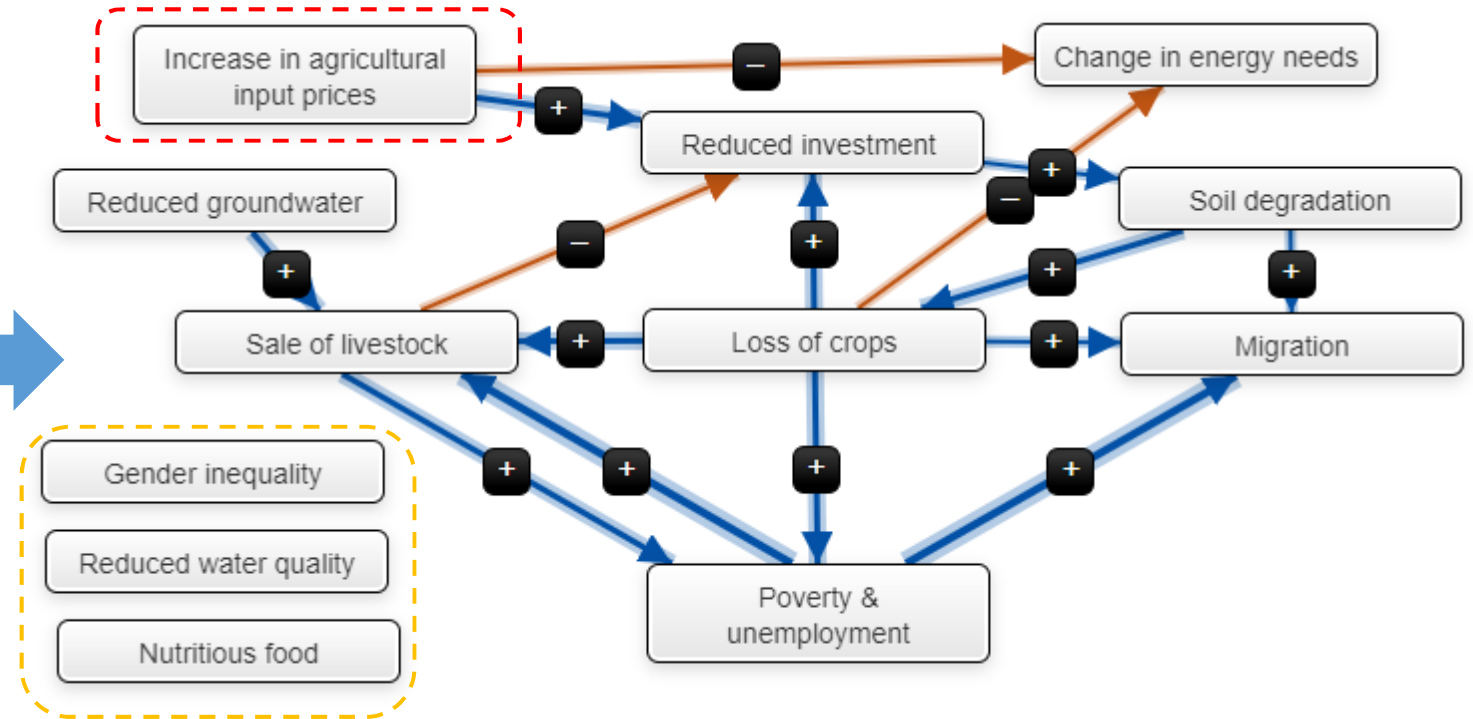 Increase in agricultural
input prices
–
Change in energy needs
+
Reduced investment
+
Reduced groundwater
–
Soil degradation
+
–
+
+
+
Sale of livestock
+
Loss of crops
+
Migration
Gender inequality
+
+
+
+
Reduced water quality
Poverty &
unemployment
Nutritious food